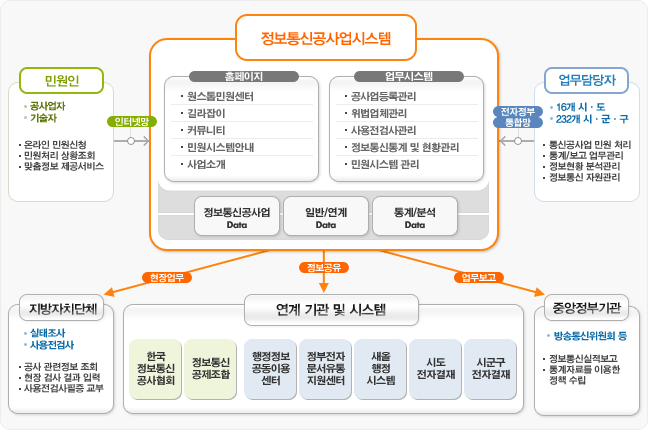 정보통신공사업시스템
민원인
공사업자
기술자
온라인 민원신청
민원처리 상황조회
맞춤정보 제공서비스
인터넷망
홈페이지
원스톱민원센터
길라잡이
커뮤니티
민원시스템안내
사업소개
업무시스템
공사업등록관리
위법업체관리
사용전검사관리
정보통신통계 및 현황관리
민원시스템 관리
전자정부
통합망
업무담당자
16개 시 · 도
232개 시 · 군 · 구
통신공사업 민원 처리
통계/보고 업무관리
정보현황 분석관리
정보통신 자원관리
정보통신공사업
Data
일반/연계
Data
통계/분석
Data
현장업무
정보공유
업무보고
지방자치단체
실태조사
사용전검사
공사 관련정보 조회
현장 검사 결과 입력
사용전검사필증 교부
연계 기관 및 시스템
한국
정보통신
공사협회
정보통신
공제조합
행정정보
공동이용
센터
정부전자
문서유통
지원센터
새올
행정
시스템
시도
전자결재
시군구
전자결재
중앙정부기관
방송통신위원회 등
정보통신실적보고
통계자료를 이용한
정책 수립